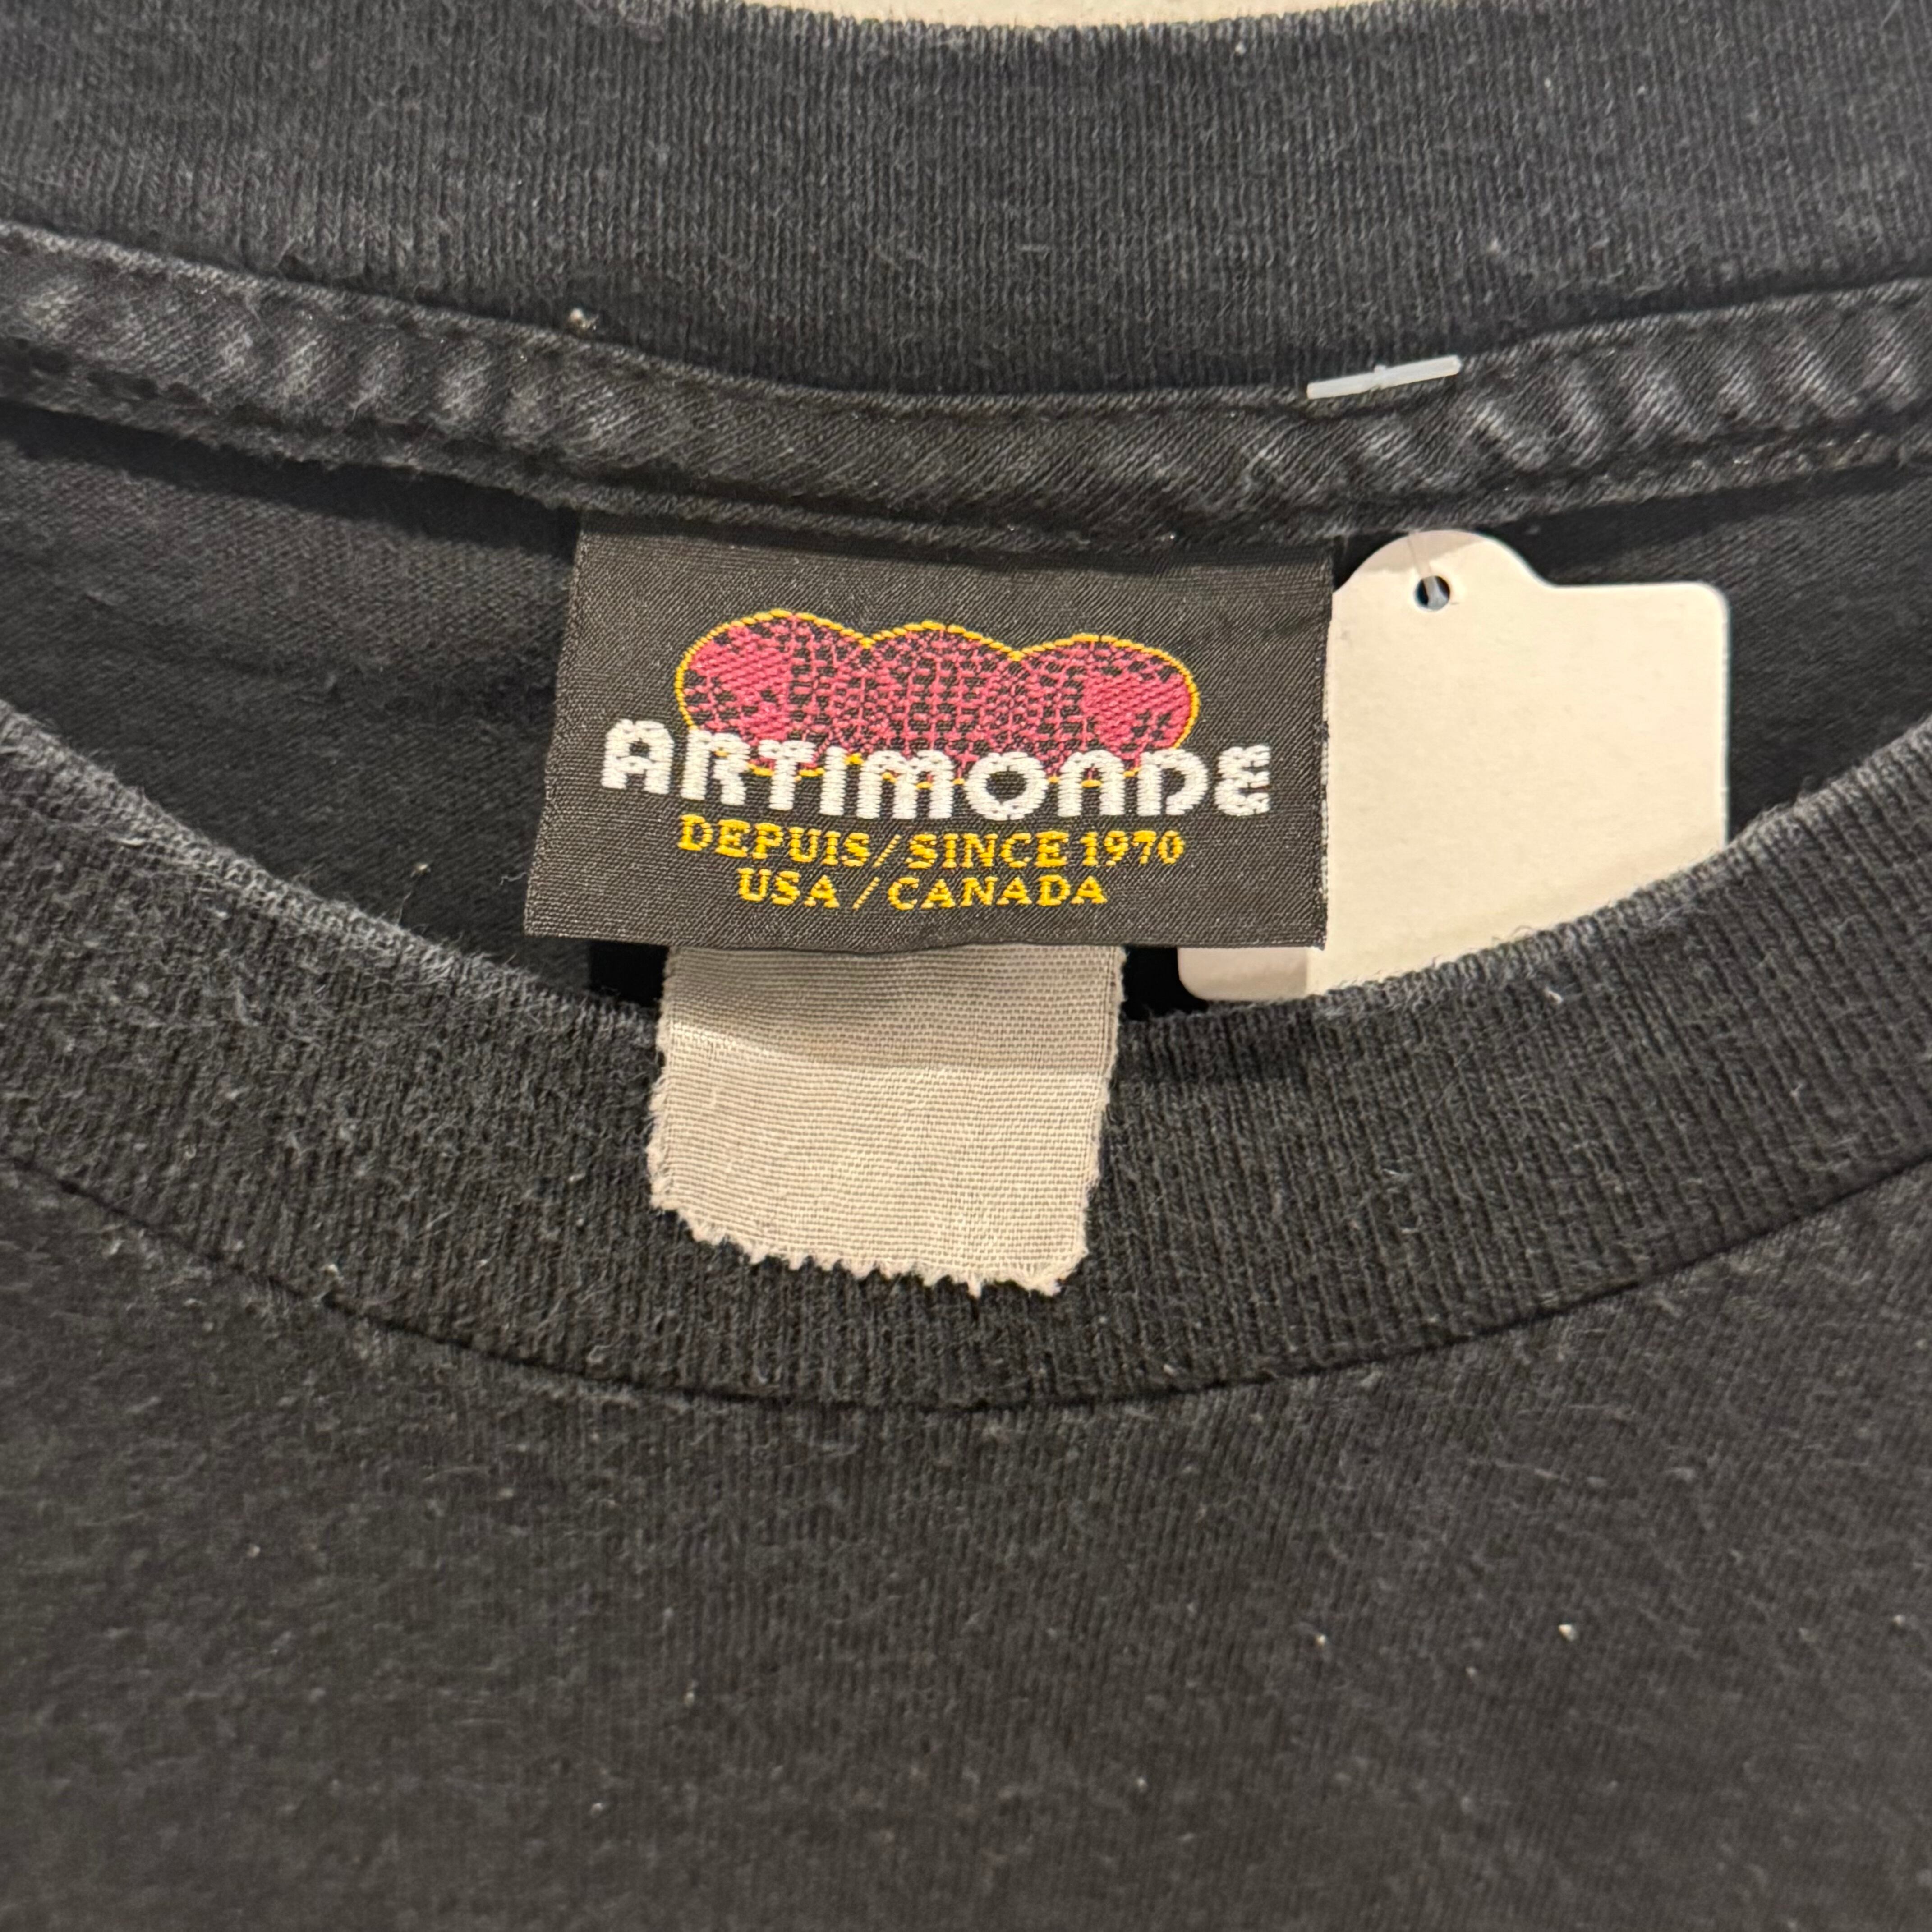 ARTIMONDE
DEPUIS/SINCE 1970
USA/CANADA